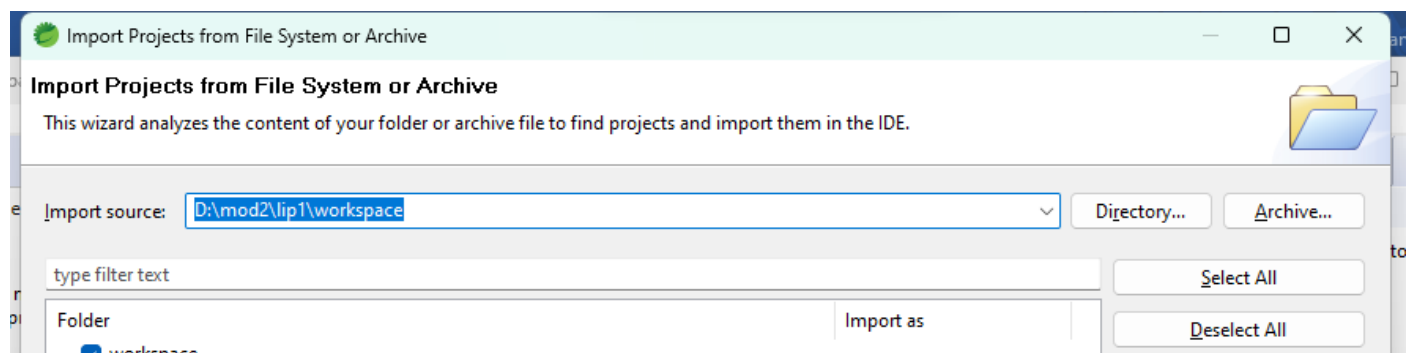 Import Projects from File System or Archive
Import Projects from File System or Archive
This wizard analyzes the content of your folder or archive file to find projects and import them in the IDE.
Import source: D:\mod2\lip1\workspace Directory... Archive...
type filter text Select All
Folder Import as
Deselect All
workspace